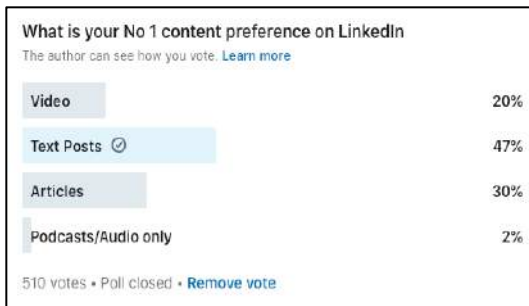 What is your No 1 content preference on LinkedIn
The author can see how you vote. Learn more
Video 20%
Text Posts 47%
Articles 30%
Podcasts/Audio only 2%
510 votes • Poll closed • Remove vote